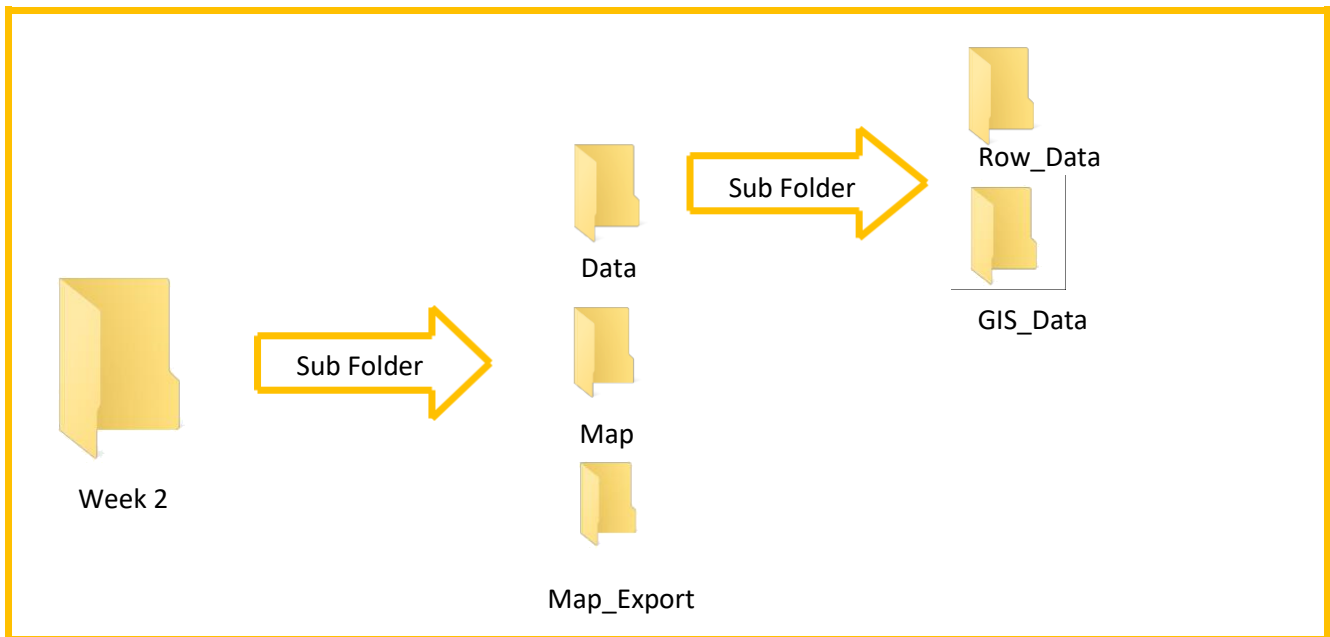 Week 2
Sub Folder
Data
Map
Map_Export
Sub Folder
Row_Data
GIS_Data